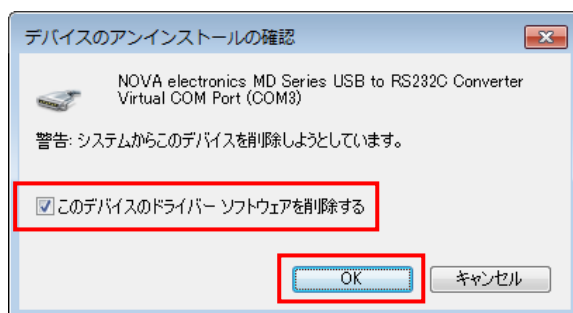 デバイスのアンインストールの確認
NOVA electronics MD Series USB to RS232C Converter
Virtual COM Port (COM3)
警告: システムからこのデバイスを削除しようとしています。
このデバイスのドライバー ソフトウェアを削除する
OK キャンセル